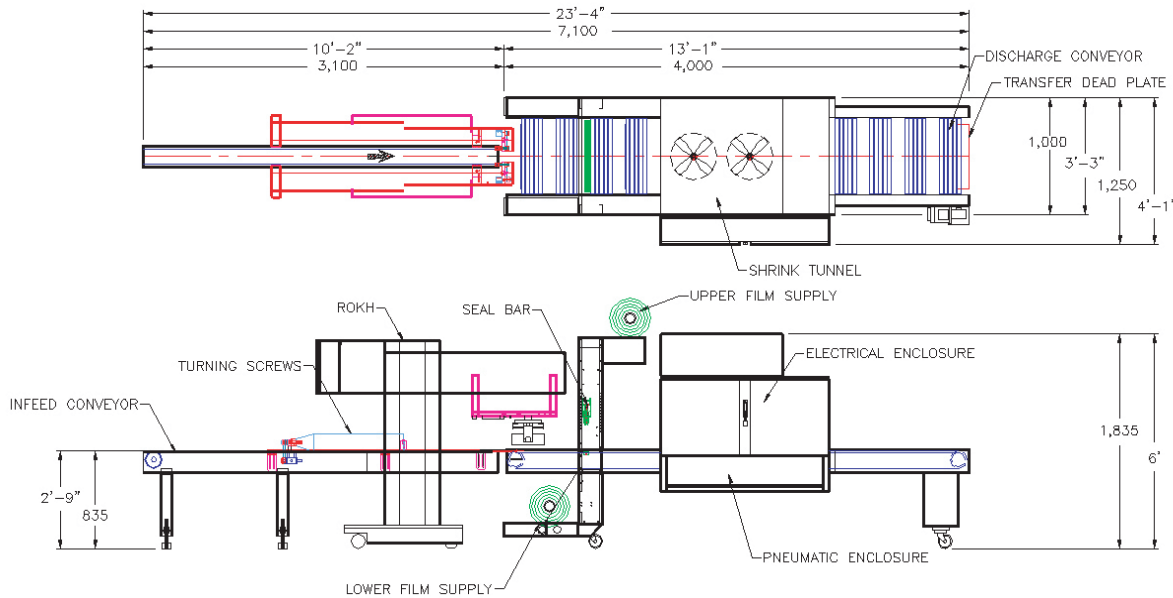 23'-4"
7,100
10'-2"
13'-1"
3,100
4,000
DISCHARGE CONVEYOR
TRANSFER DEAD PLATE
1,000
3'-3"
1,250
4'-1"
SHRINK TUNNEL
UPPER FILM SUPPLY
ROKH
SEAL BAR
ELECTRICAL ENCLOSURE
TURNING SCREWS
INFEED CONVEYOR
1,835
6'
2'-9"
835
PNEUMATIC ENCLOSURE
LOWER FILM SUPPLY